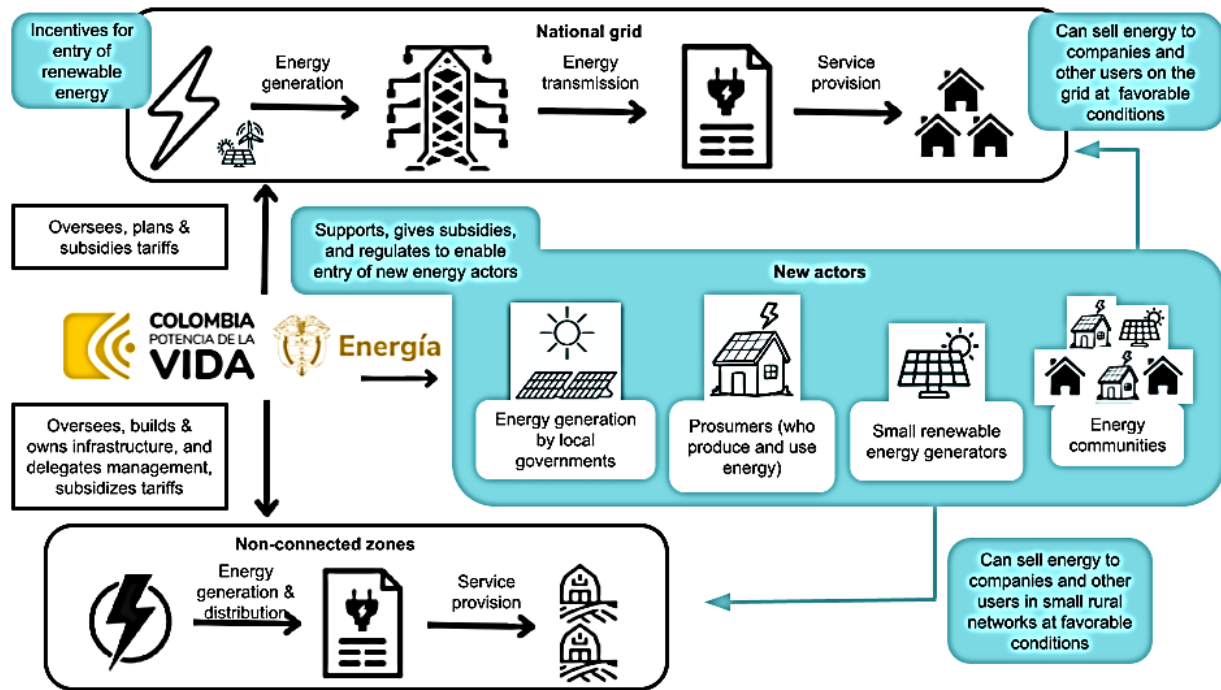 Incentives for
entry of
renewable
energy
National grid
Energy
generation
Energy
transmission
Service
provision
Can sell energy to
companies and
other users on the
grid at favorable
conditions
Oversees, plans &
subsidies tariffs
Supports, gives subsidies,
and regulates to enable
entry of new energy actors
New actors
COLOMBIA
POTENCIA DE LA
VIDA
Energía
Energy generation
by local
governments
Prosumers (who
produce and use
energy)
Small renewable
energy generators
Energy
communities
Oversees, builds &
owns infrastructure, and
delegates management,
subsidizes tariffs
Non-connected zones
Energy
generation &
distribution
Service
provision
Can sell energy to
companies and other
users in small rural
networks at favorable
conditions